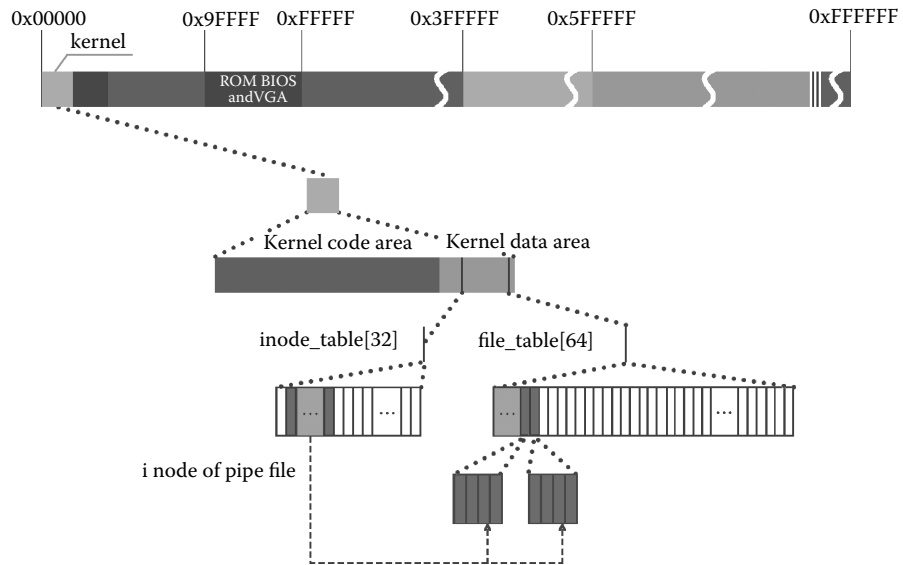 0x00000 0x9FFFF 0xFFFFF 0x3FFFFF 0x5FFFFF 0xFFFFFF
kernel
ROM BIOS
andVGA
Kernel code area Kernel data area
inode_table[32] file_table[64]
... ... ... ...
i node of pipe file